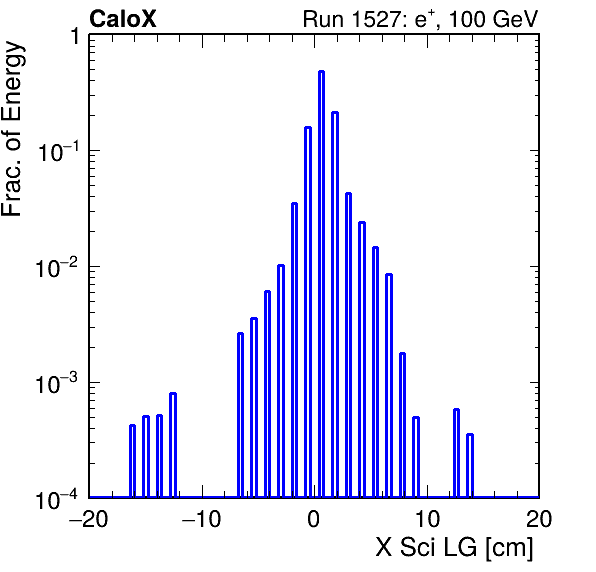 CaloX Run 1527: e⁺, 100 GeV
Frac. of Energy
1
10⁻¹
10⁻²
10⁻³
10⁻⁴
−20 −10 0 10 20
X Sci LG [cm]